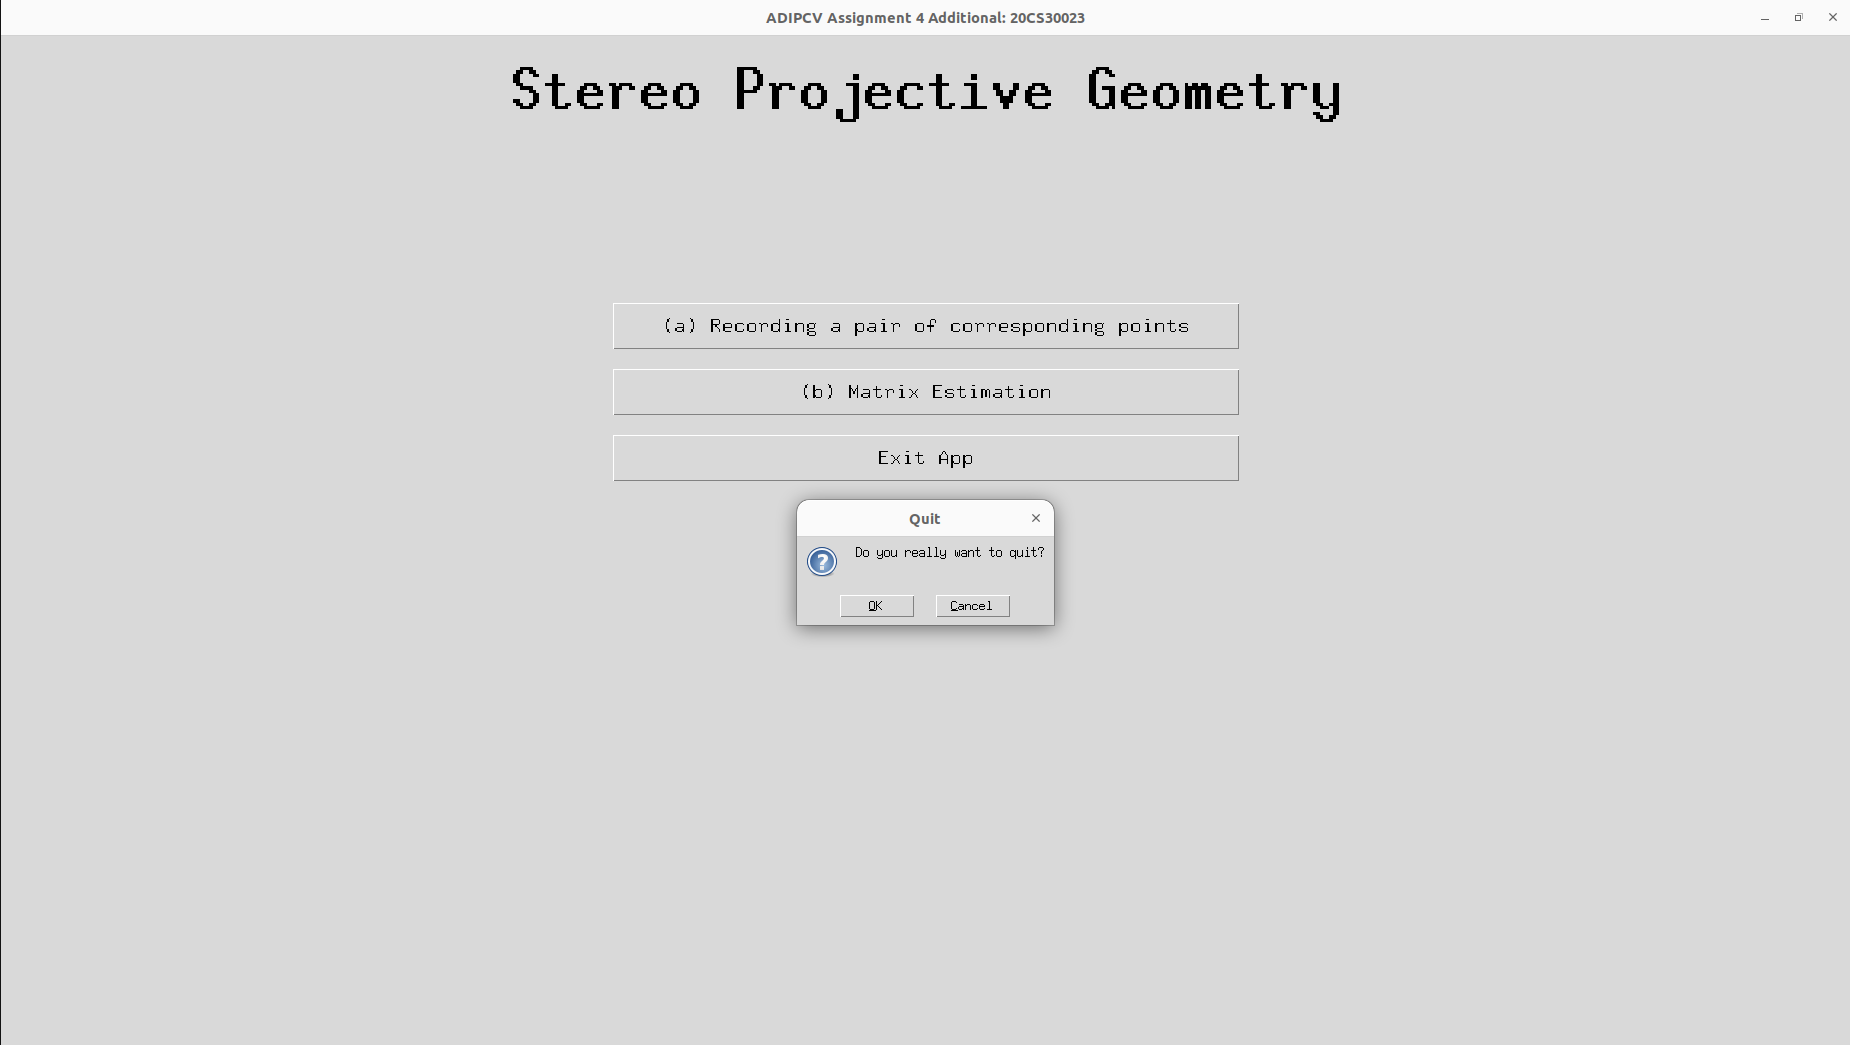 ADIPCV Assignment 4 Additional: 20CS30023
Stereo Projective Geometry
(a) Recording a pair of corresponding points
(b) Matrix Estimation
Exit App
Quit
Do you really want to quit?
OK Cancel